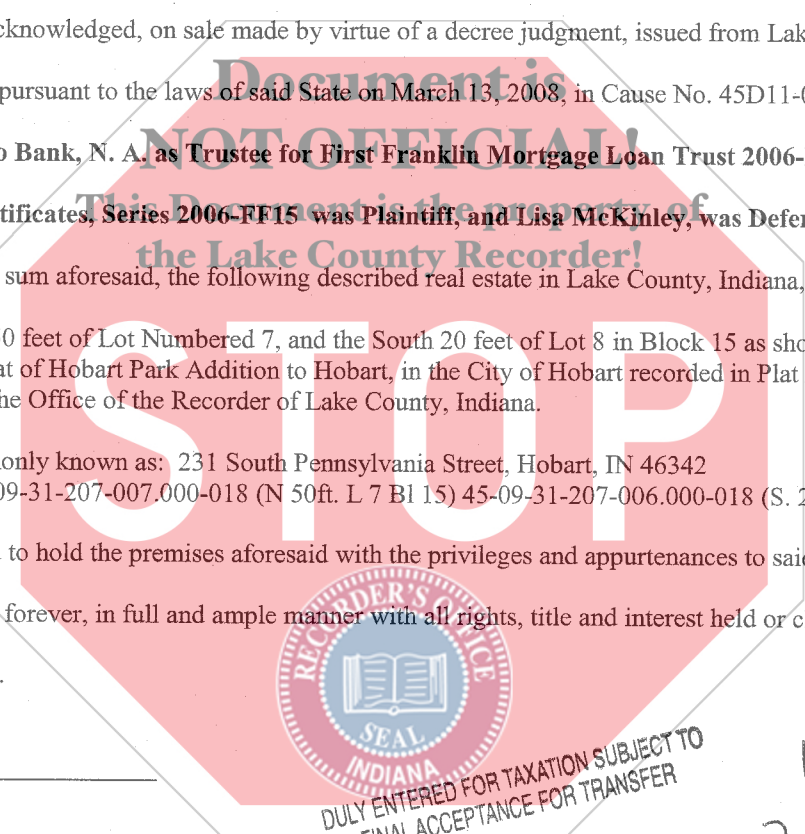 cknowledged, on sale made by virtue of a decree judgment, issued from Lak
Document is
pursuant to the laws of said State on March 13, 2008, in Cause No. 45D11-0
NOT OFFICIAL!
o Bank, N. A. as Trustee for First Franklin Mortgage Loan Trust 2006-
This Document is the property of
tificates, Series 2006-FF15 was Plaintiff, and Lisa McKinley, was Defen
the Lake County Recorder!
sum aforesaid, the following described real estate in Lake County, Indiana,
0 feet of Lot Numbered 7, and the South 20 feet of Lot 8 in Block 15 as sho
at of Hobart Park Addition to Hobart, in the City of Hobart recorded in Plat
he Office of the Recorder of Lake County, Indiana.
STOP
only known as: 231 South Pennsylvania Street, Hobart, IN 46342
09-31-207-007.000-018 (N 50ft. L 7 Bl 15) 45-09-31-207-006.000-018 (S. 2
to hold the premises aforesaid with the privileges and appurtenances to said
forever, in full and ample manner with all rights, title and interest held or c
RECORDER'S OFFICE
SEAL
INDIANA
DULY ENTERED FOR TAXATION SUBJECT TO
FINAL ACCEPTANCE FOR TRANSFER